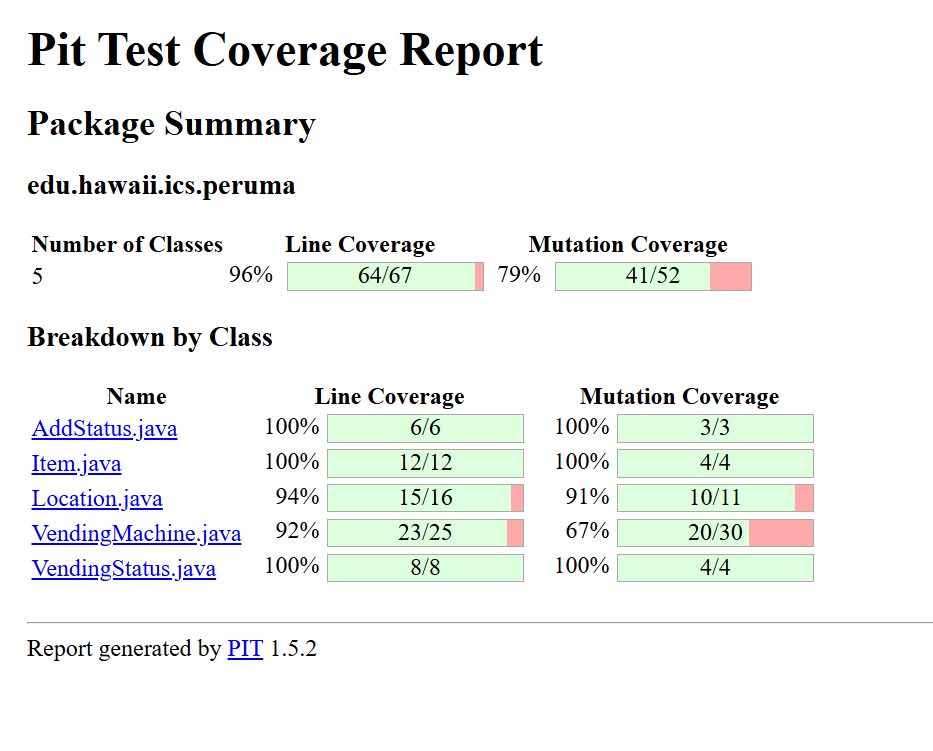 Pit Test Coverage Report
Package Summary
edu.hawaii.ics.peruma
Number of Classes Line Coverage Mutation Coverage
5 96% 64/67 79% 41/52
Breakdown by Class
Name Line Coverage Mutation Coverage
AddStatus.java 100% 6/6 100% 3/3
Item.java 100% 12/12 100% 4/4
Location.java 94% 15/16 91% 10/11
VendingMachine.java 92% 23/25 67% 20/30
VendingStatus.java 100% 8/8 100% 4/4
Report generated by PIT 1.5.2